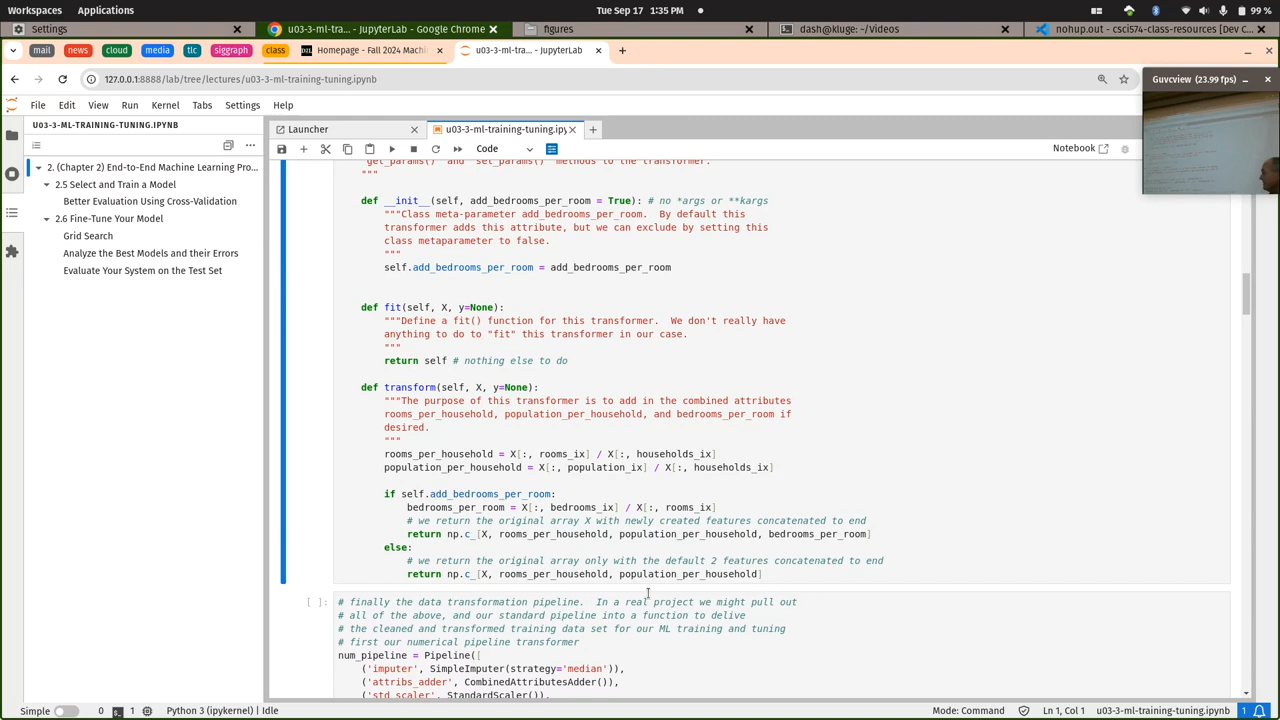 Workspaces Applications Tue Sep 17 1:35 PM 99 %
Settings u03-3-ml-tra... - JupyterLab - Google Chrome figures dash@kluge: ~/Videos nohup.out - csci574-class-resources [Dev C
mail news cloud media tlc siggraph class Homepage - Fall 2024 Machi u03-3-ml-tr... - JupyterLab
127.0.0.1:8888/lab/tree/lectures/u03-3-ml-training-tuning.ipynb
Guvcview (23.99 fps)
File Edit View Run Kernel Tabs Settings Help
U03-3-ML-TRAINING-TUNING.IPYNB
2. (Chapter 2) End-to-End Machine Learning Pro...
2.5 Select and Train a Model
Better Evaluation Using Cross-Validation
2.6 Fine-Tune Your Model
Grid Search
Analyze the Best Models and their Errors
Evaluate Your System on the Test Set
Launcher u03-3-ml-training-tuning.ipy
Code Notebook Python 3 (ipykernel)
`get_params()` and `set_params()` methods to the transformer.
"""
def __init__(self, add_bedrooms_per_room = True): # no *args or **kargs
"""Class meta-parameter add_bedrooms_per_room.  By default this
transformer adds this attribute, but we can exclude by setting this
class metaparameter to false.
"""
self.add_bedrooms_per_room = add_bedrooms_per_room
def fit(self, X, y=None):
"""Define a fit() function for this transformer.  We don't really have
anything to do to "fit" this transformer in our case.
"""
return self # nothing else to do
def transform(self, X, y=None):
"""The purpose of this transformer is to add in the combined attributes
rooms_per_household, population_per_household, and bedrooms_per_room if
desired.
"""
rooms_per_household = X[:, rooms_ix] / X[:, households_ix]
population_per_household = X[:, population_ix] / X[:, households_ix]
if self.add_bedrooms_per_room:
bedrooms_per_room = X[:, bedrooms_ix] / X[:, rooms_ix]
# we return the original array X with newly created features concatenated to end
return np.c_[X, rooms_per_household, population_per_household, bedrooms_per_room]
else:
# we return the original array only with the default 2 features concatenated to end
return np.c_[X, rooms_per_household, population_per_household]
[ ]: # finally the data transformation pipeline.  In a real project we might pull out
# all of the above, and our standard pipeline into a function to delive
# the cleaned and transformed training data set for our ML training and tuning
# first our numerical pipeline transformer
num_pipeline = Pipeline([
('imputer', SimpleImputer(strategy='median')),
('attribs_adder', CombinedAttributesAdder()),
('std_scaler', StandardScaler()),
Simple 0 1 Python 3 (ipykernel) | Idle Mode: Command Ln 1, Col 1 u03-3-ml-training-tuning.ipynb 1